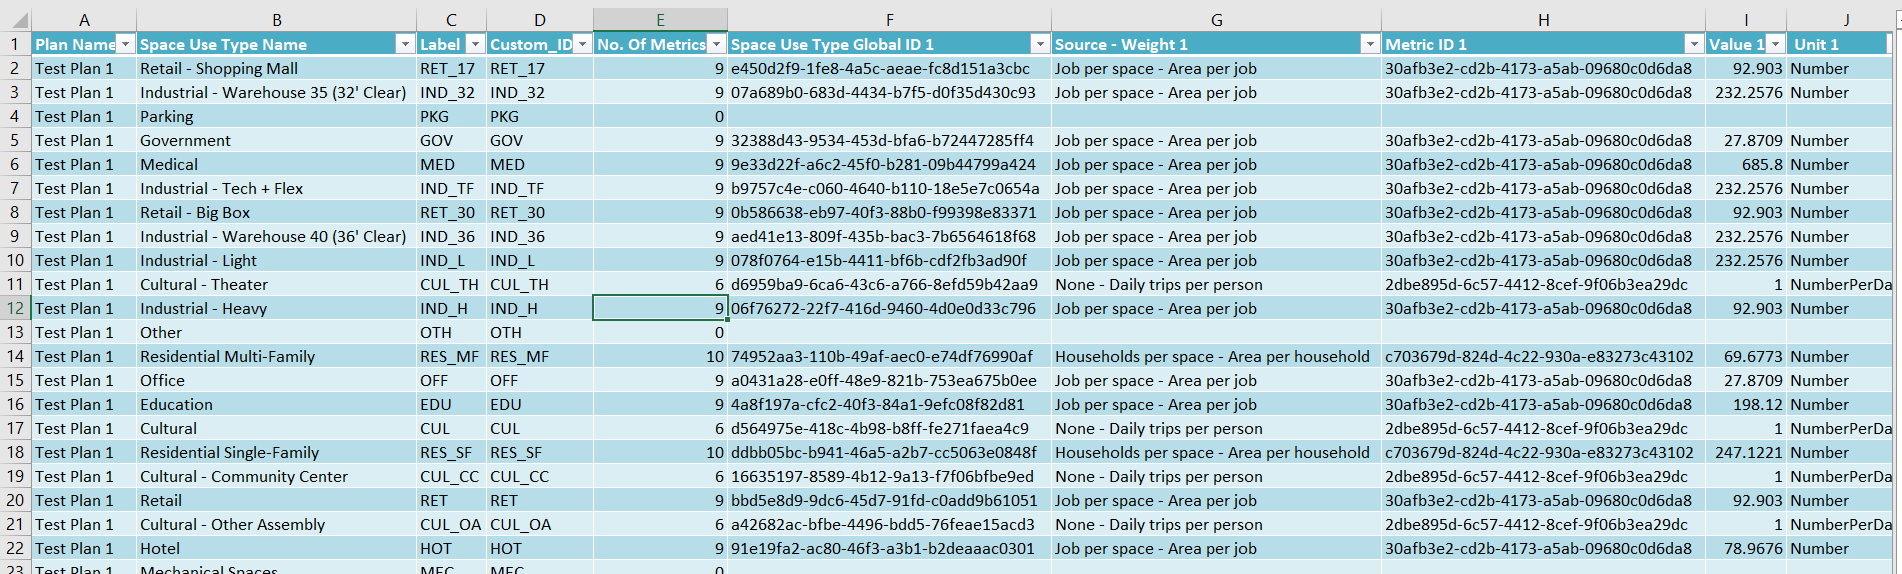 A B C D E F G H I J
1 Plan Name Space Use Type Name Label Custom_ID No. Of Metrics Space Use Type Global ID 1 Source - Weight 1 Metric ID 1 Value 1 Unit 1
2 Test Plan 1 Retail - Shopping Mall RET_17 RET_17 9 e450d2f9-1fe8-4a5c-aeae-fc8d151a3cbc Job per space - Area per job 30afb3e2-cd2b-4173-a5ab-09680c0d6da8 92.903 Number
3 Test Plan 1 Industrial - Warehouse 35 (32' Clear) IND_32 IND_32 9 07a689b0-683d-4434-b7f5-d0f35d430c93 Job per space - Area per job 30afb3e2-cd2b-4173-a5ab-09680c0d6da8 232.2576 Number
4 Test Plan 1 Parking PKG PKG 0
5 Test Plan 1 Government GOV GOV 9 32388d43-9534-453d-bfa6-b72447285ff4 Job per space - Area per job 30afb3e2-cd2b-4173-a5ab-09680c0d6da8 27.8709 Number
6 Test Plan 1 Medical MED MED 9 9e33d22f-a6c2-45f0-b281-09b44799a424 Job per space - Area per job 30afb3e2-cd2b-4173-a5ab-09680c0d6da8 685.8 Number
7 Test Plan 1 Industrial - Tech + Flex IND_TF IND_TF 9 b9757c4e-c060-4640-b110-18e5e7c0654a Job per space - Area per job 30afb3e2-cd2b-4173-a5ab-09680c0d6da8 232.2576 Number
8 Test Plan 1 Retail - Big Box RET_30 RET_30 9 0b586638-eb97-40f3-88b0-f99398e83371 Job per space - Area per job 30afb3e2-cd2b-4173-a5ab-09680c0d6da8 92.903 Number
9 Test Plan 1 Industrial - Warehouse 40 (36' Clear) IND_36 IND_36 9 aed41e13-809f-435b-bac3-7b6564618f68 Job per space - Area per job 30afb3e2-cd2b-4173-a5ab-09680c0d6da8 232.2576 Number
10 Test Plan 1 Industrial - Light IND_L IND_L 9 078f0764-e15b-4411-bf6b-cdf2fb3ad90f Job per space - Area per job 30afb3e2-cd2b-4173-a5ab-09680c0d6da8 232.2576 Number
11 Test Plan 1 Cultural - Theater CUL_TH CUL_TH 6 d6959ba9-6ca6-43c6-a766-8efd59b42aa9 None - Daily trips per person 2dbe895d-6c57-4412-8cef-9f06b3ea29dc 1 NumberPerDa
12 Test Plan 1 Industrial - Heavy IND_H IND_H 9 06f76272-22f7-416d-9460-4d0e0d33c796 Job per space - Area per job 30afb3e2-cd2b-4173-a5ab-09680c0d6da8 92.903 Number
13 Test Plan 1 Other OTH OTH 0
14 Test Plan 1 Residential Multi-Family RES_MF RES_MF 10 74952aa3-110b-49af-aec0-e74df76990af Households per space - Area per household c703679d-824d-4c22-930a-e83273c43102 69.6773 Number
15 Test Plan 1 Office OFF OFF 9 a0431a28-e0ff-48e9-821b-753ea675b0ee Job per space - Area per job 30afb3e2-cd2b-4173-a5ab-09680c0d6da8 27.8709 Number
16 Test Plan 1 Education EDU EDU 9 4a8f197a-cfc2-40f3-84a1-9efc08f82d81 Job per space - Area per job 30afb3e2-cd2b-4173-a5ab-09680c0d6da8 198.12 Number
17 Test Plan 1 Cultural CUL CUL 6 d564975e-418c-4b98-b8ff-fe271faea4c9 None - Daily trips per person 2dbe895d-6c57-4412-8cef-9f06b3ea29dc 1 NumberPerDa
18 Test Plan 1 Residential Single-Family RES_SF RES_SF 10 ddbb05bc-b941-46a5-a2b7-cc5063e0848f Households per space - Area per household c703679d-824d-4c22-930a-e83273c43102 247.1221 Number
19 Test Plan 1 Cultural - Community Center CUL_CC CUL_CC 6 16635197-8589-4b12-9a13-f7f06bfbe9ed None - Daily trips per person 2dbe895d-6c57-4412-8cef-9f06b3ea29dc 1 NumberPerDa
20 Test Plan 1 Retail RET RET 9 bbd5e8d9-9dc6-45d7-91fd-c0add9b61051 Job per space - Area per job 30afb3e2-cd2b-4173-a5ab-09680c0d6da8 92.903 Number
21 Test Plan 1 Cultural - Other Assembly CUL_OA CUL_OA 6 a42682ac-bfbe-4496-bdd5-76feae15acd3 None - Daily trips per person 2dbe895d-6c57-4412-8cef-9f06b3ea29dc 1 NumberPerDa
22 Test Plan 1 Hotel HOT HOT 9 91e19fa2-ac80-46f3-a3b1-b2deaaac0301 Job per space - Area per job 30afb3e2-cd2b-4173-a5ab-09680c0d6da8 78.9676 Number
23 Test Plan 1 Mechanical Spaces MEC MEC 0